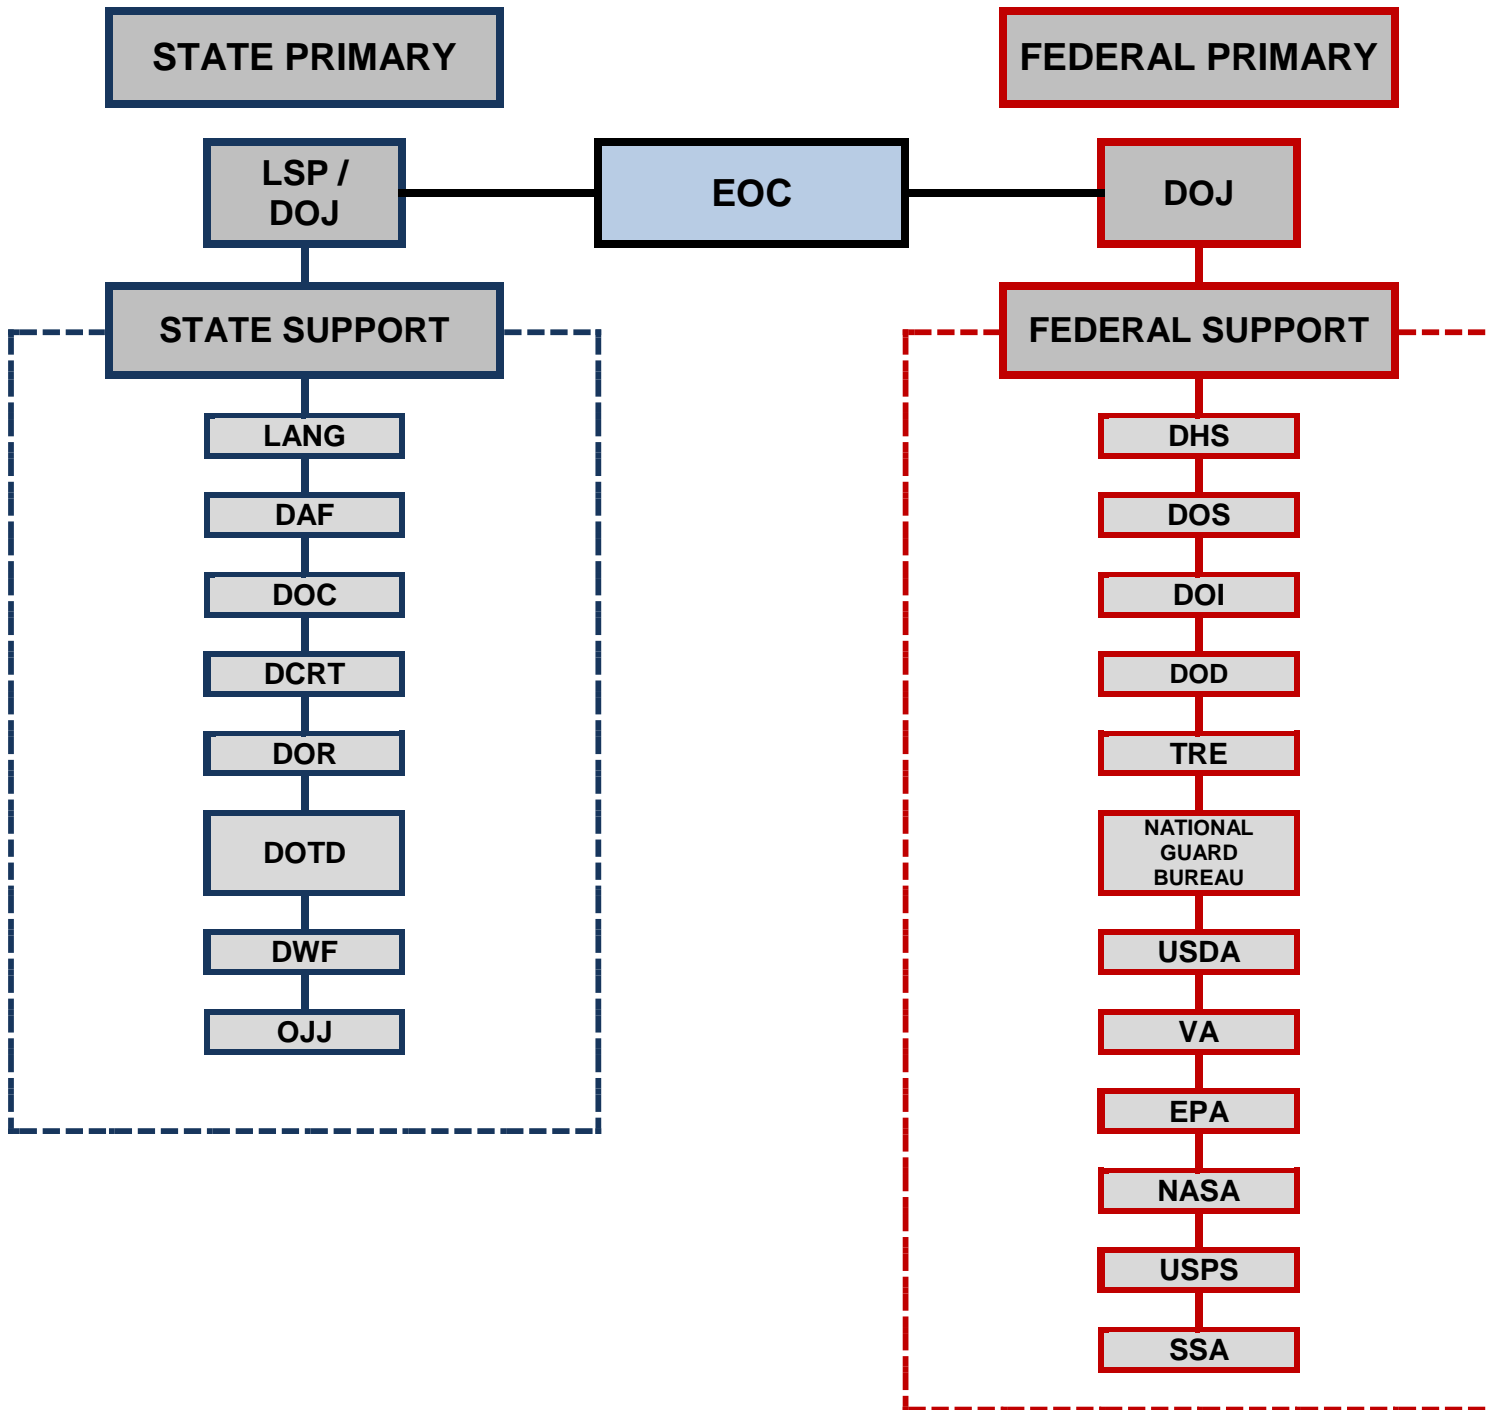 STATE PRIMARY
FEDERAL PRIMARY
LSP /
DOJ
EOC
DOJ
STATE SUPPORT
FEDERAL SUPPORT
LANG
DAF
DOC
DCRT
DOR
DOTD
DWF
OJJ
DHS
DOS
DOI
DOD
TRE
NATIONAL
GUARD
BUREAU
USDA
VA
EPA
NASA
USPS
SSA